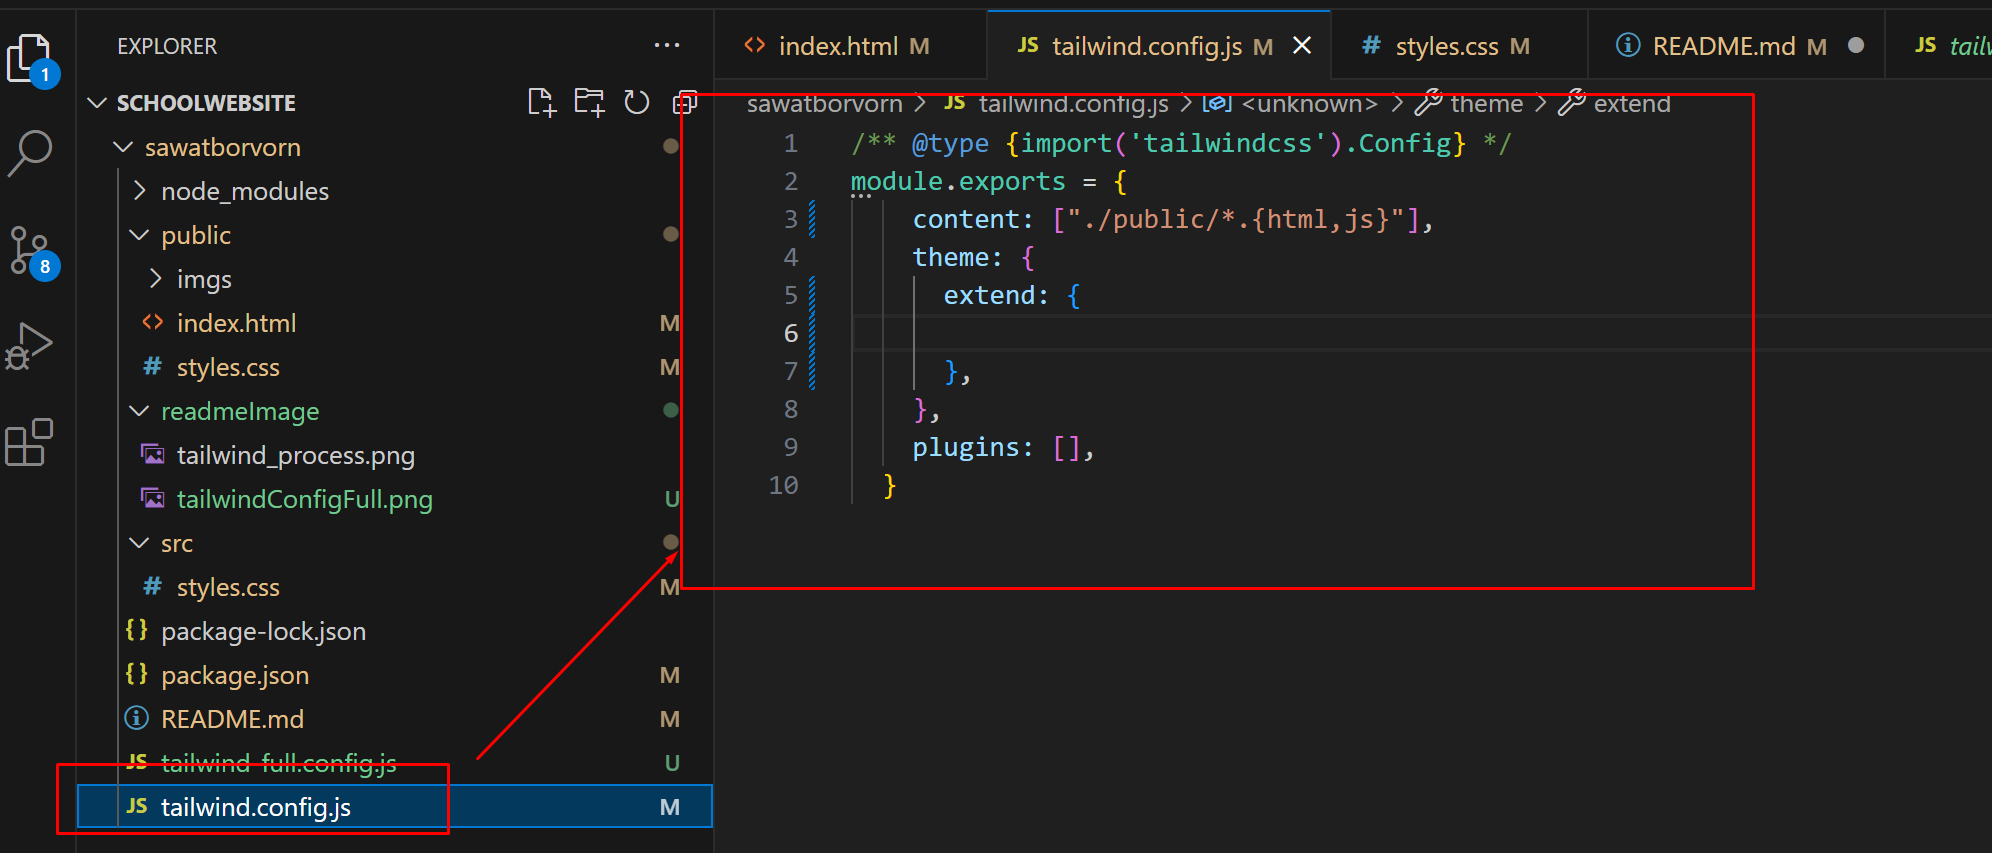 EXPLORER
SCHOOLWEBSITE
sawatborvorn
node_modules
public
imgs
index.html M
styles.css M
readmeImage
tailwind_process.png
tailwindConfigFull.png U
src
styles.css M
package-lock.json
package.json M
README.md M
tailwind-full.config.js U
JS tailwind.config.js M
1
8
index.html M
JS tailwind.config.js M
# styles.css M
README.md M
JS tailw
sawatborvorn > JS tailwind.config.js > <unknown> > theme > extend
1 /** @type {import('tailwindcss').Config} */
2 module.exports = {
3 content: ["./public/*.{html,js}"],
4 theme: {
5 extend: {
6
7 },
8 },
9 plugins: [],
10 }